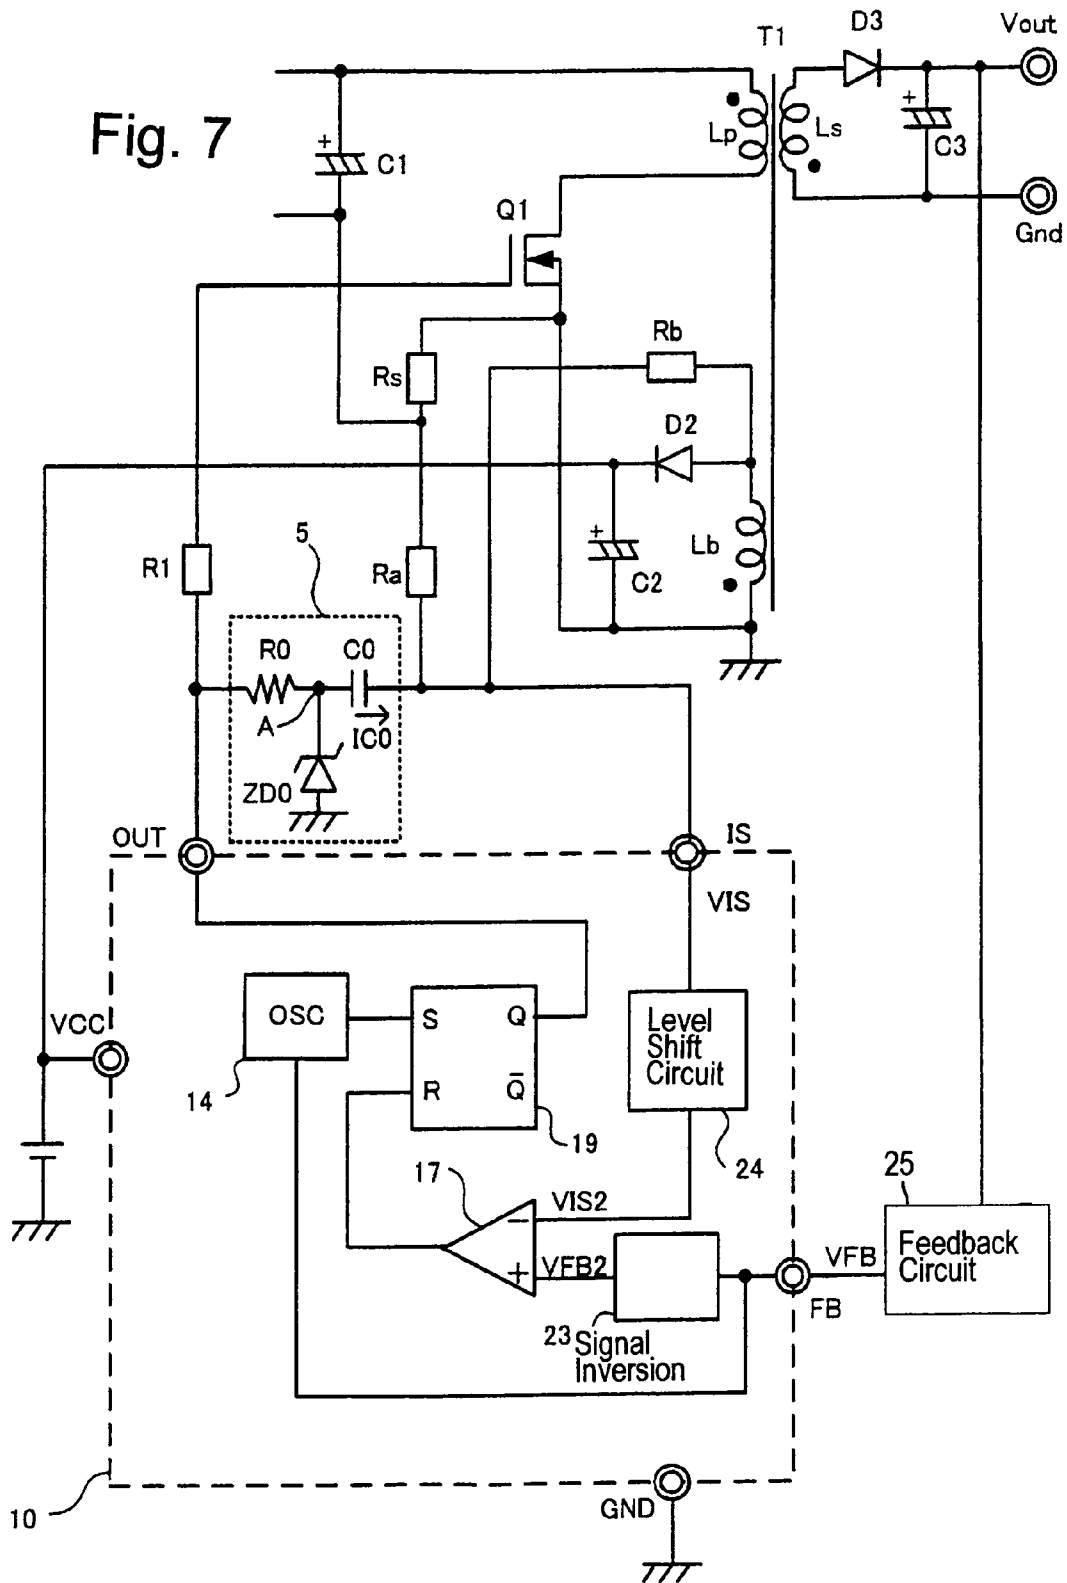 D3
Vout
T1
Fig. 7
+
C1
Lp
Ls
+
C3
Gnd
Q1
Rs
Rb
D2
5
R1
Ra
+
C2
Lb
R0
C0
A
IC0
ZD0
OUT
IS
VIS
VCC
OSC
S
Q
R
Q̅
Level
Shift
Circuit
14
19
24
17
VIS2
25
−
+
VFB2
VFB
Feedback
Circuit
FB
23
Signal
Inversion
10
GND